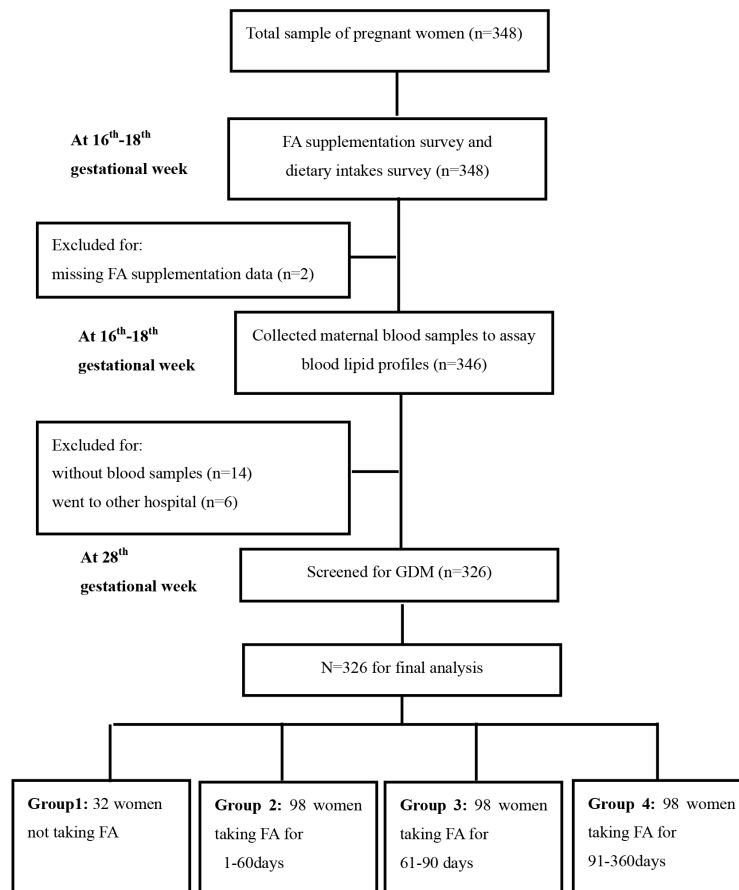 Total sample of pregnant women (n=348)
At 16th-18th
gestational week
FA supplementation survey and
dietary intakes survey (n=348)
Excluded for:
missing FA supplementation data (n=2)
At 16th-18th
gestational week
Collected maternal blood samples to assay
blood lipid profiles (n=346)
Excluded for:
without blood samples (n=14)
went to other hospital (n=6)
At 28th
gestational week
Screened for GDM (n=326)
N=326 for final analysis
Group1: 32 women
not taking FA
Group 2: 98 women
taking FA for
1-60days
Group 3: 98 women
taking FA for
61-90 days
Group 4: 98 women
taking FA for
91-360days